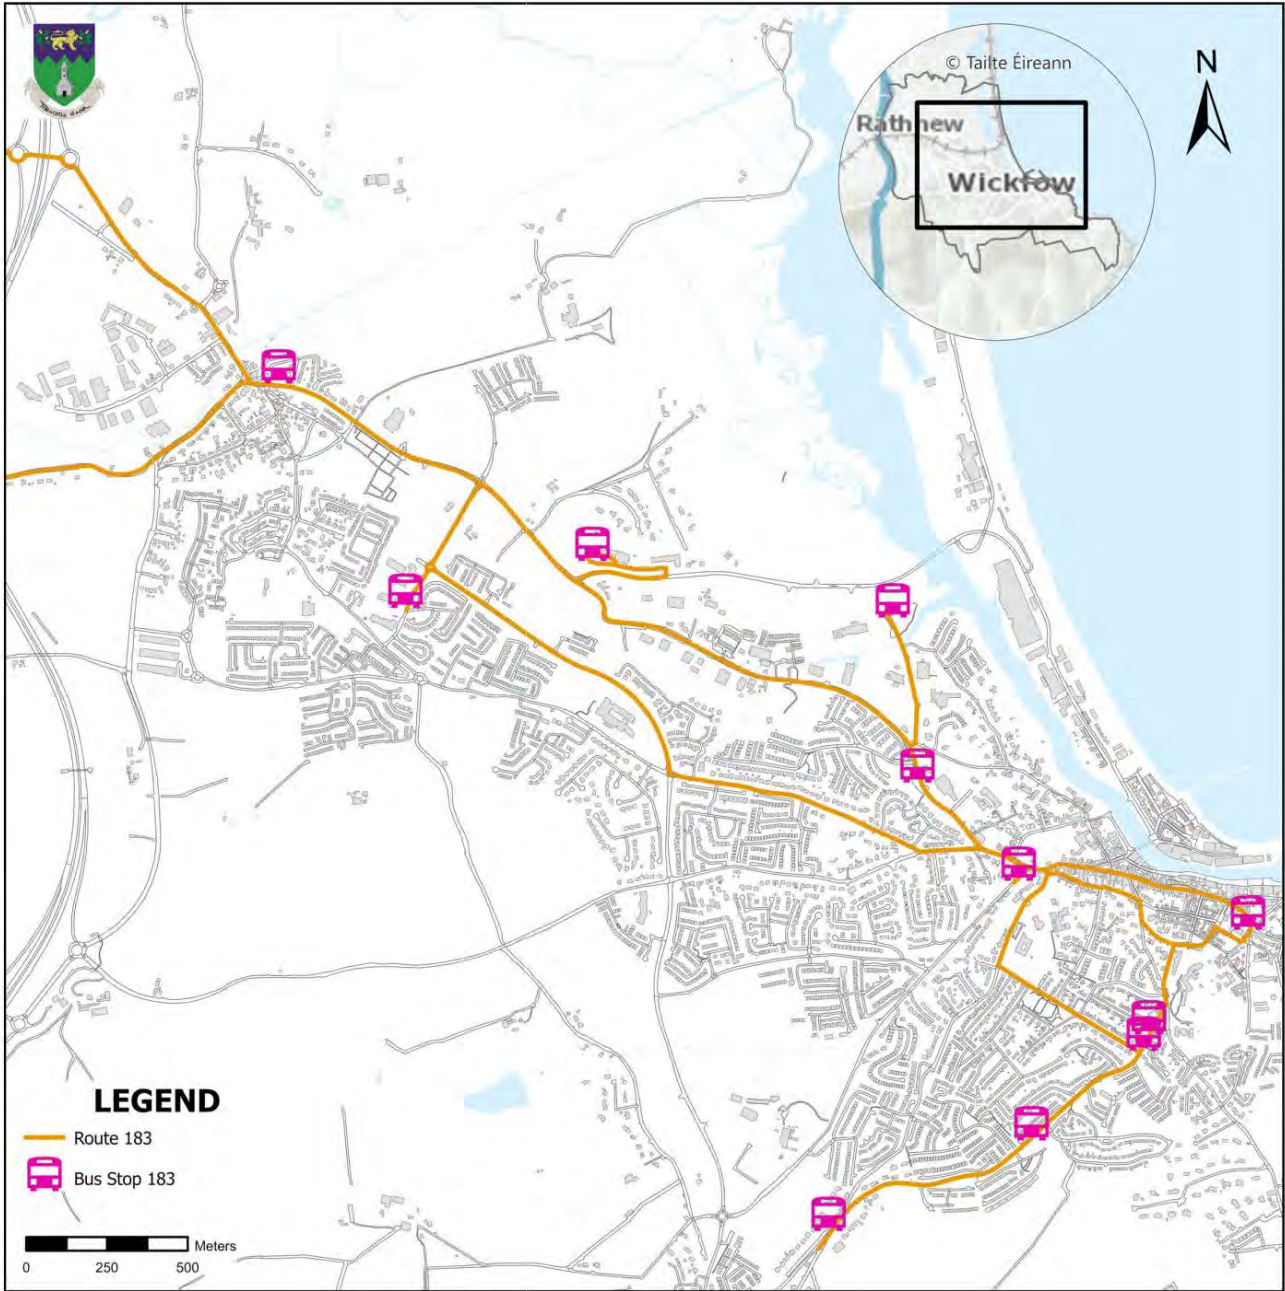 © Tailte Éireann
N
Rathnew
Wicklow
LEGEND
Route 183
Bus Stop 183
Meters
0 250 500